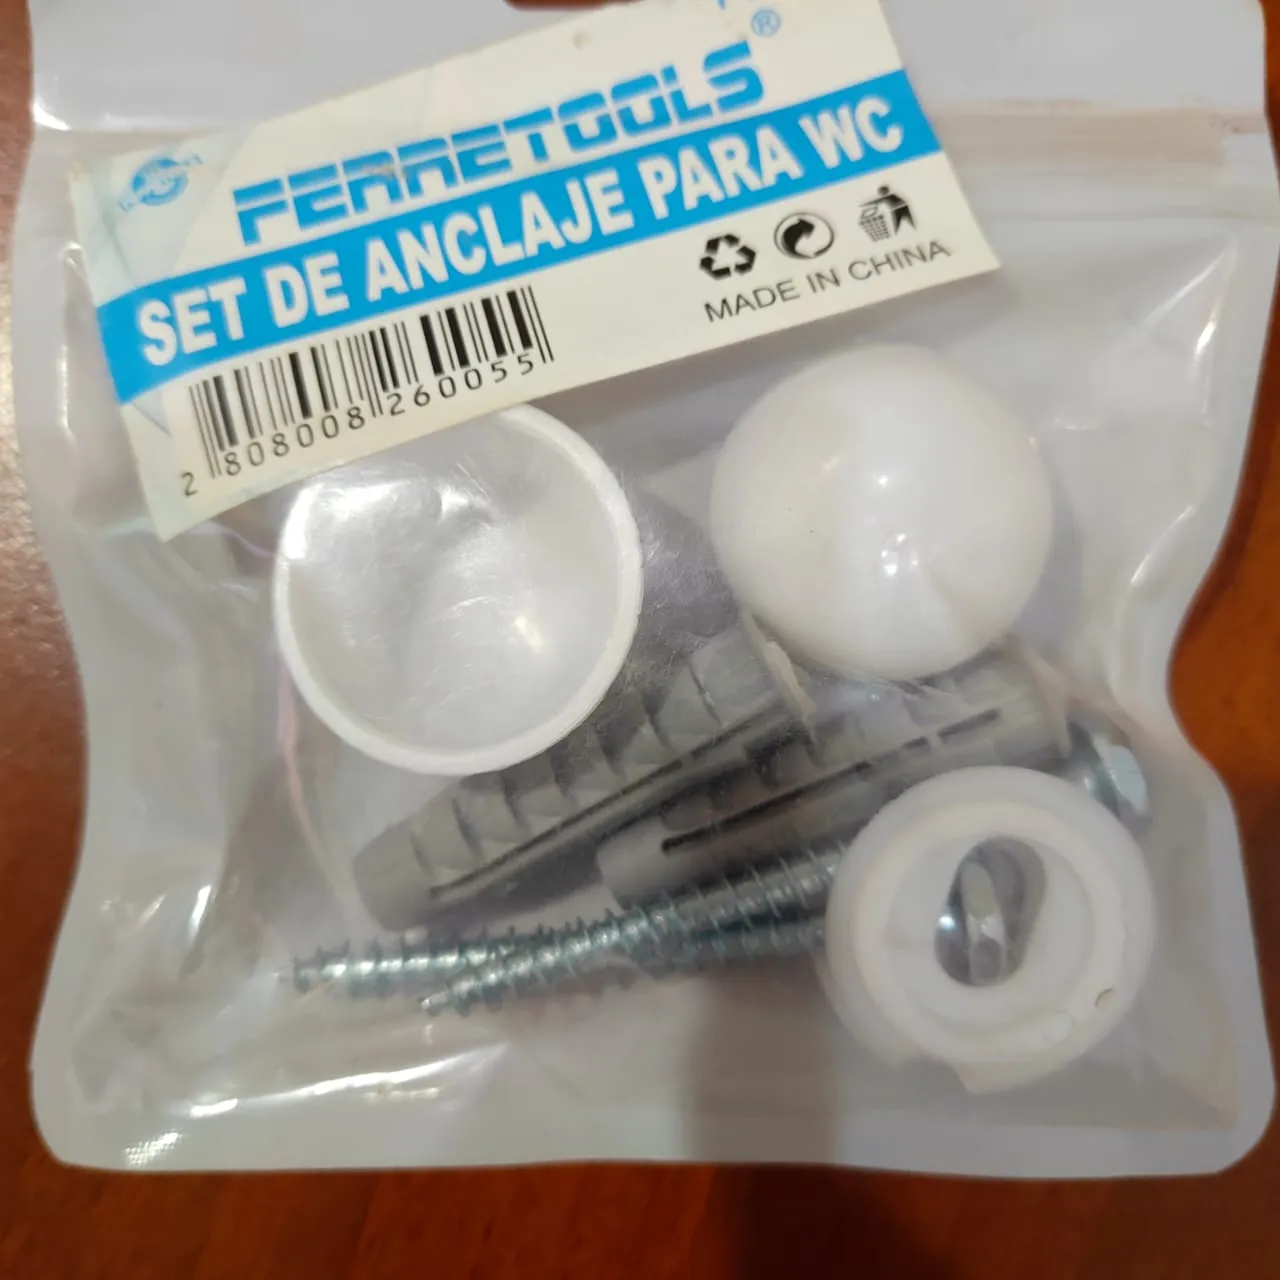 FERRETOOLS®
SET DE ANCLAJE PARA WC
MADE IN CHINA
2 808008 260055